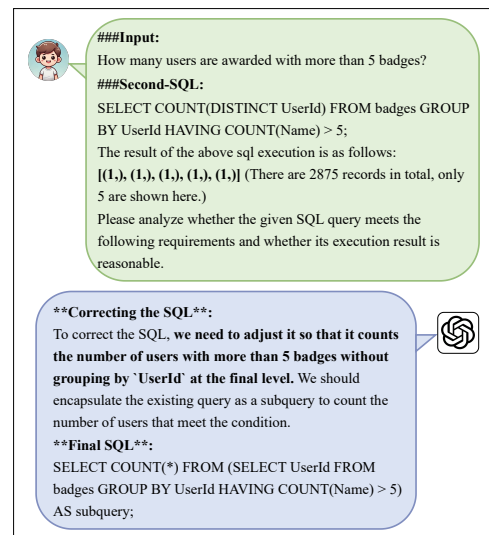 ###Input:
How many users are awarded with more than 5 badges?
###Second-SQL:
SELECT COUNT(DISTINCT UserId) FROM badges GROUP
BY UserId HAVING COUNT(Name) > 5;
The result of the above sql execution is as follows:
[(1,), (1,), (1,), (1,), (1,)] (There are 2875 records in total, only
5 are shown here.)
Please analyze whether the given SQL query meets the
following requirements and whether its execution result is
reasonable.
**Correcting the SQL**:
To correct the SQL, we need to adjust it so that it counts
the number of users with more than 5 badges without
grouping by `UserId` at the final level. We should
encapsulate the existing query as a subquery to count the
number of users that meet the condition.
**Final SQL**:
SELECT COUNT(*) FROM (SELECT UserId FROM
badges GROUP BY UserId HAVING COUNT(Name) > 5)
AS subquery;